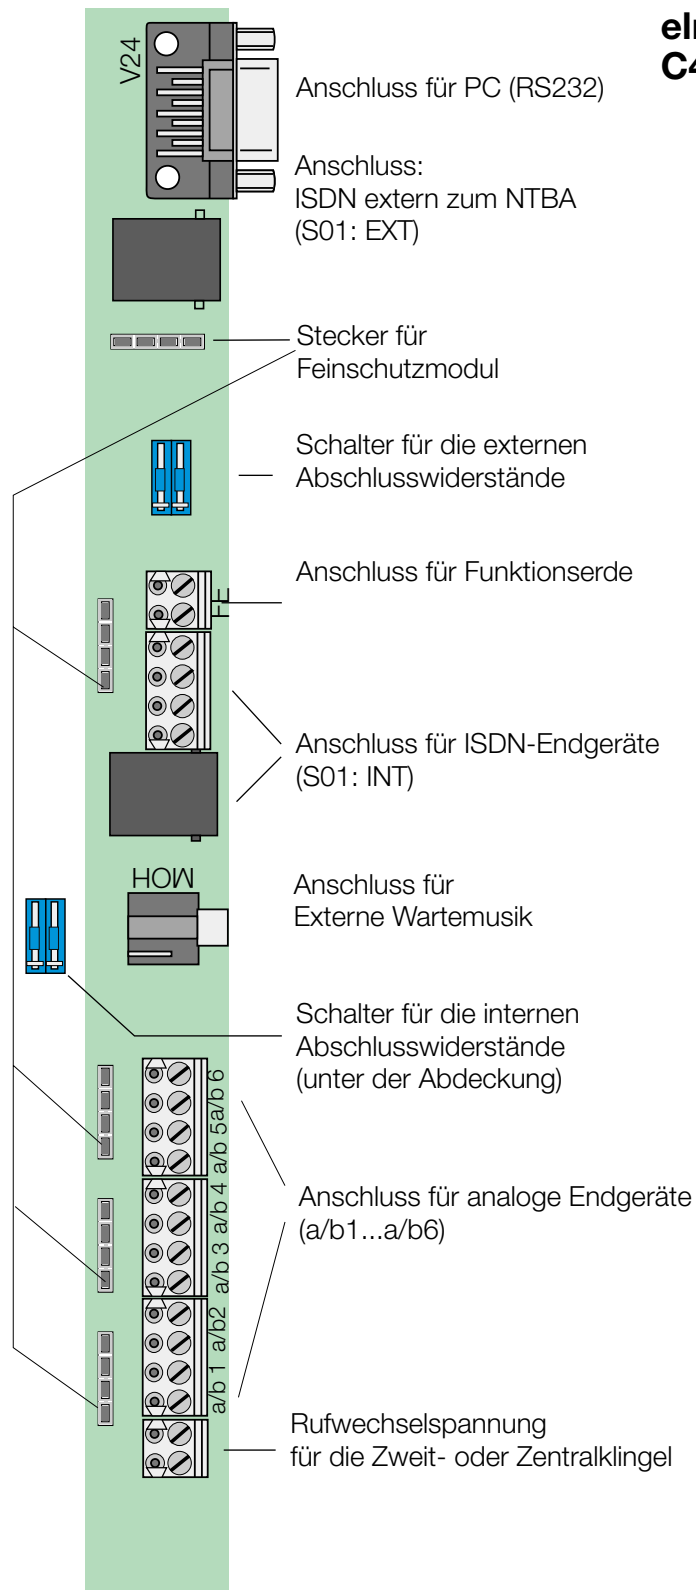 V24
Anschluss für PC (RS232)
Anschluss:
ISDN extern zum NTBA
(S01: EXT)
Stecker für
Feinschutzmodul
Schalter für die externen
Abschlusswiderstände
Anschluss für Funktionserde
FE
Anschluss für ISDN-Endgeräte
(S01: INT)
MOH
Anschluss für
Externe Wartemusik
Schalter für die internen
Abschlusswiderstände
(unter der Abdeckung)
a/b 5a/b 6
a/b 3 a/b 4
Anschluss für analoge Endgeräte
(a/b1...a/b6)
a/b 1 a/b2
Rufwechselspannung
für die Zweit- oder Zentralklingel